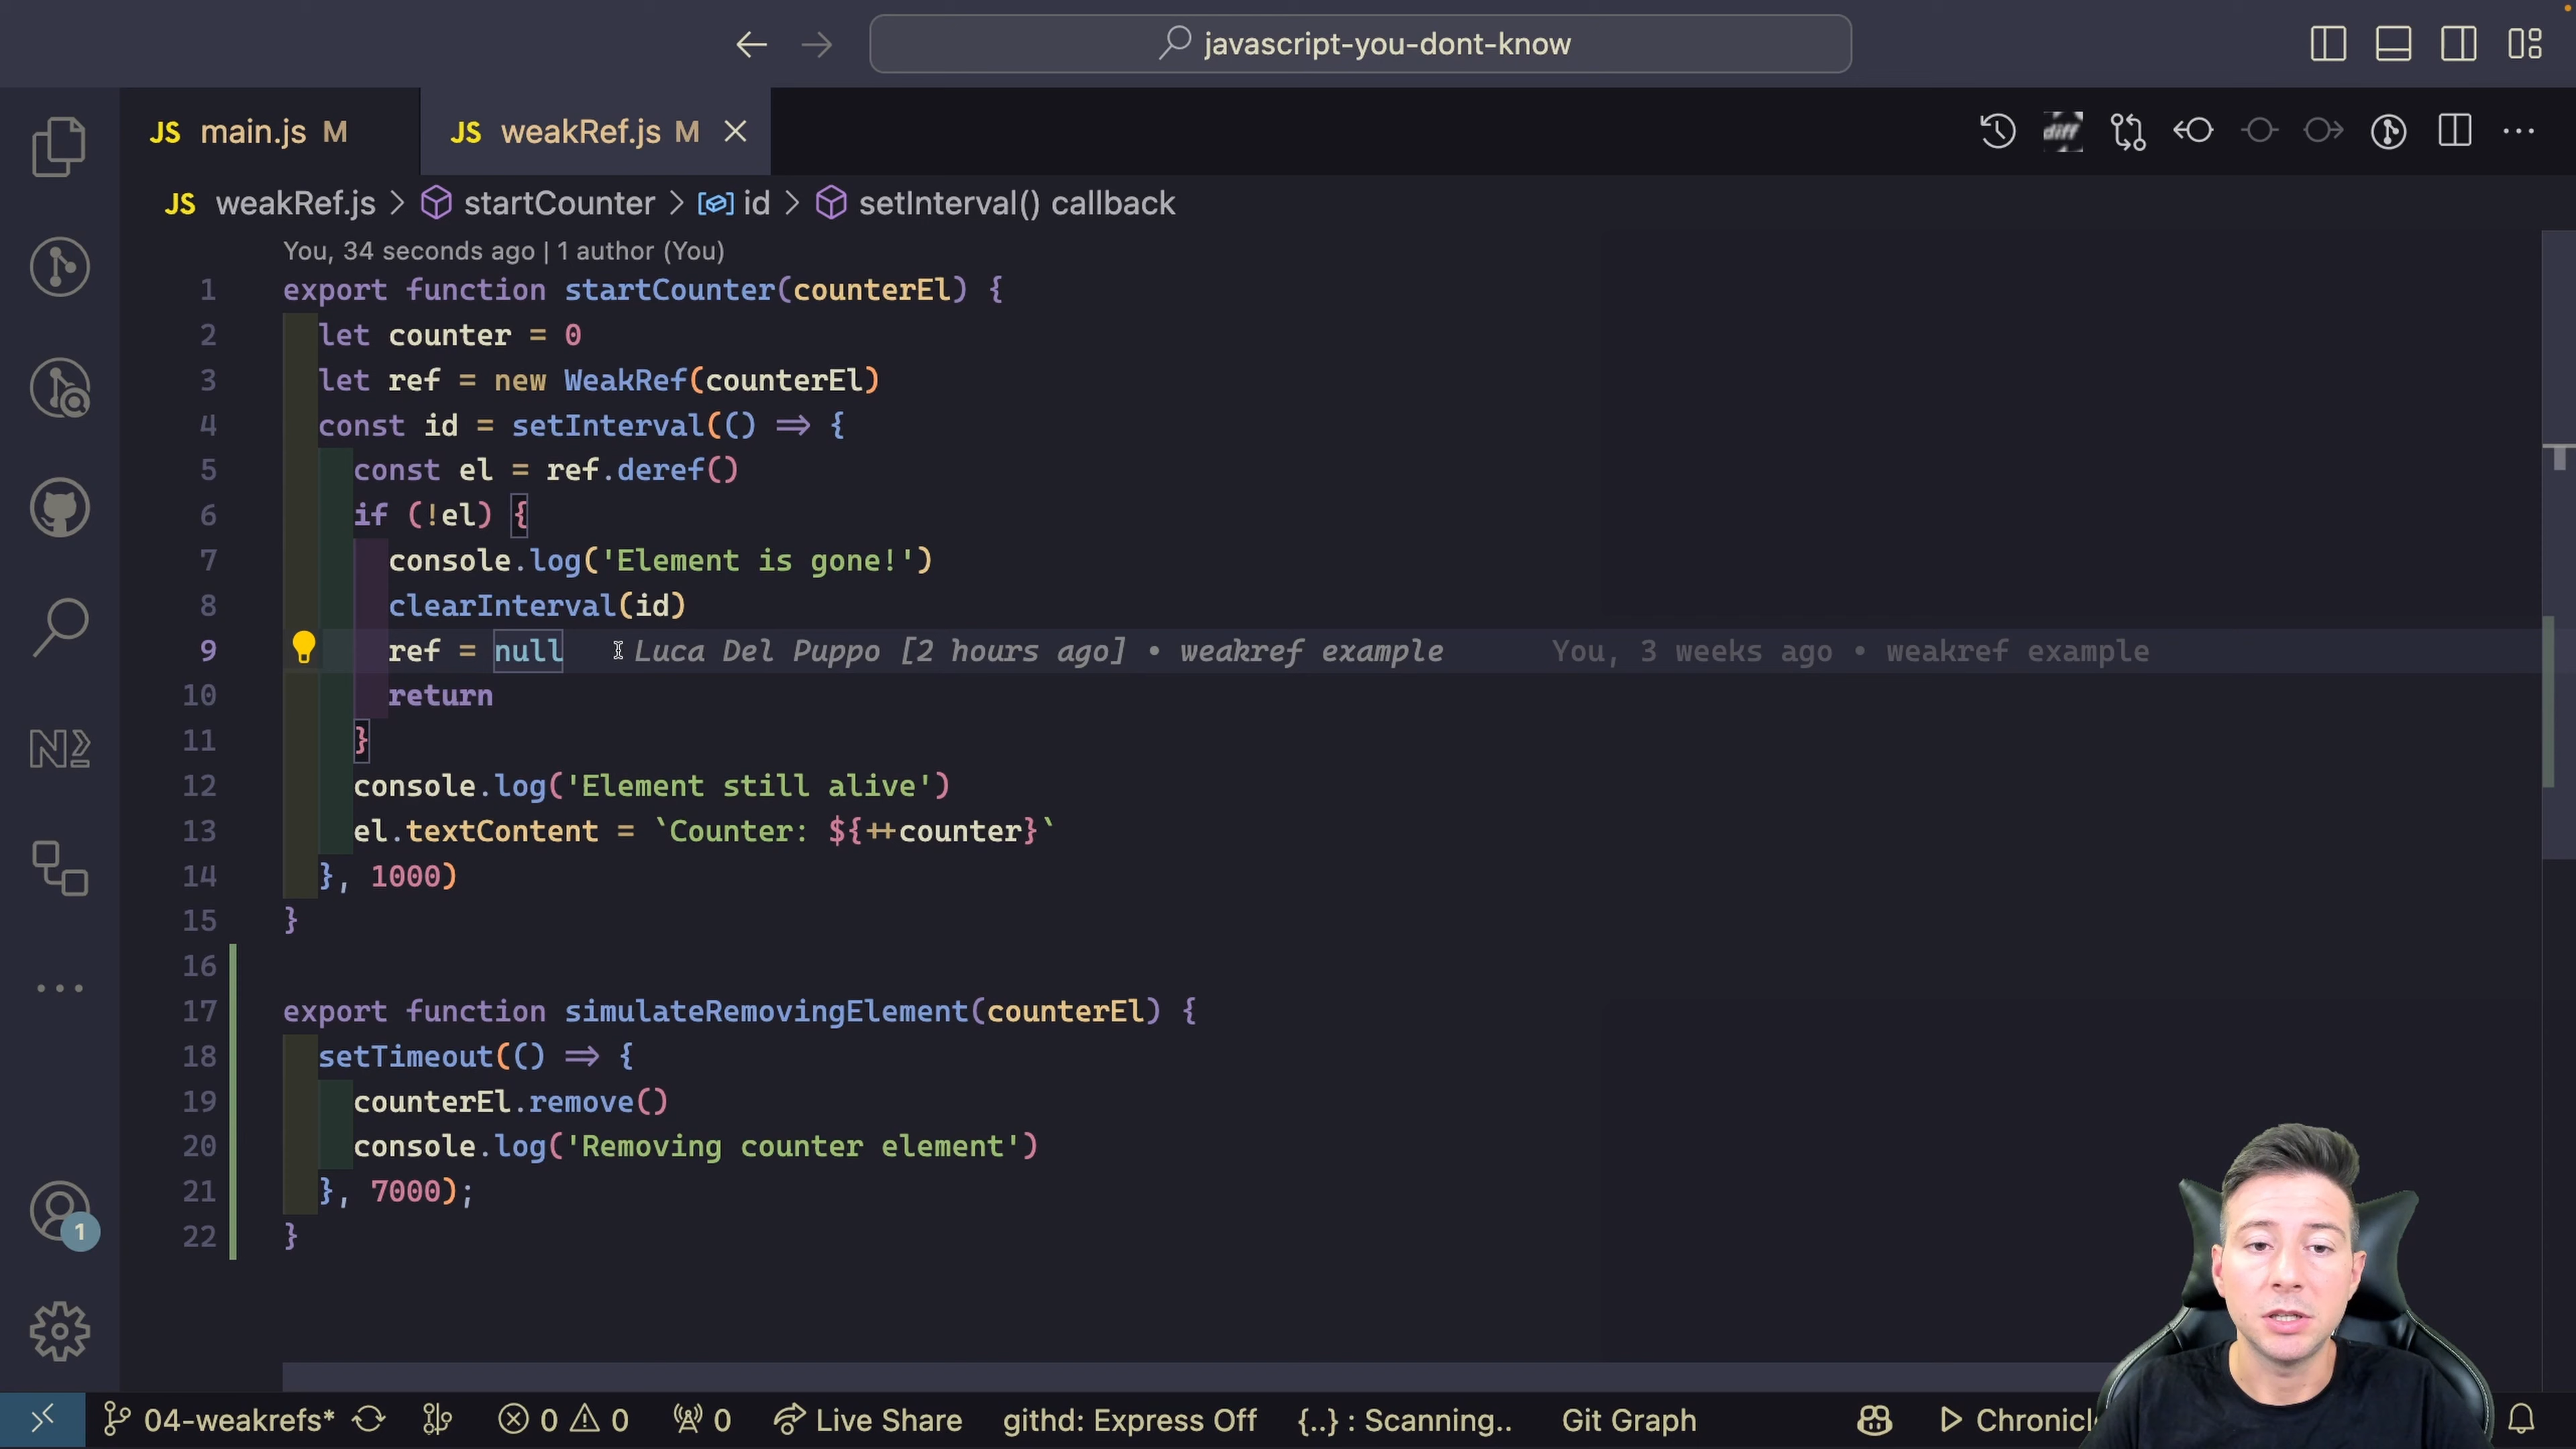 javascript-you-dont-know
JS main.js M
JS weakRef.js M
JS weakRef.js > startCounter > id > setInterval() callback
You, 34 seconds ago | 1 author (You)
1 export function startCounter(counterEl) {
2 let counter = 0
3 let ref = new WeakRef(counterEl)
4 const id = setInterval(() => {
5 const el = ref.deref()
6 if (!el) {
7 console.log('Element is gone!')
8 clearInterval(id)
9 ref = null Luca Del Puppo [2 hours ago] • weakref example You, 3 weeks ago • weakref example
10 return
11 }
12 console.log('Element still alive')
13 el.textContent = `Counter: ${++counter}`
14 }, 1000)
15 }
16
17 export function simulateRemovingElement(counterEl) {
18 setTimeout(() => {
19 counterEl.remove()
20 console.log('Removing counter element')
21 }, 7000);
22 }
diff
N
1
04-weakrefs* 0 0 0 Live Share githd: Express Off {..} : Scanning.. Git Graph